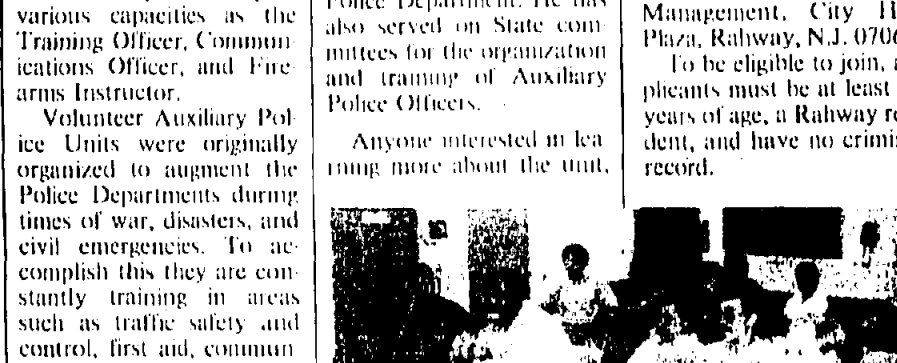 various capacities as the
Training Officer, Commun-
ications Officer, and Fire-
arms Instructor.
Volunteer Auxiliary Pol-
ice Units were originally
organized to augment the
Police Departments during
times of war, disasters, and
civil emergencies. To ac-
complish this they are con-
stantly training in areas
such as traffic safety and
control, first aid, commun
Police Department. He has
also served on State com-
mittees for the organization
and training of Auxiliary
Police Officers.
Anyone interested in lea
rning more about the unit,
Management, City H
Plaza, Rahway, N.J. 0706
To be eligible to join, a
plicants must be at least
years of age, a Rahway re
dent, and have no crimi
record.